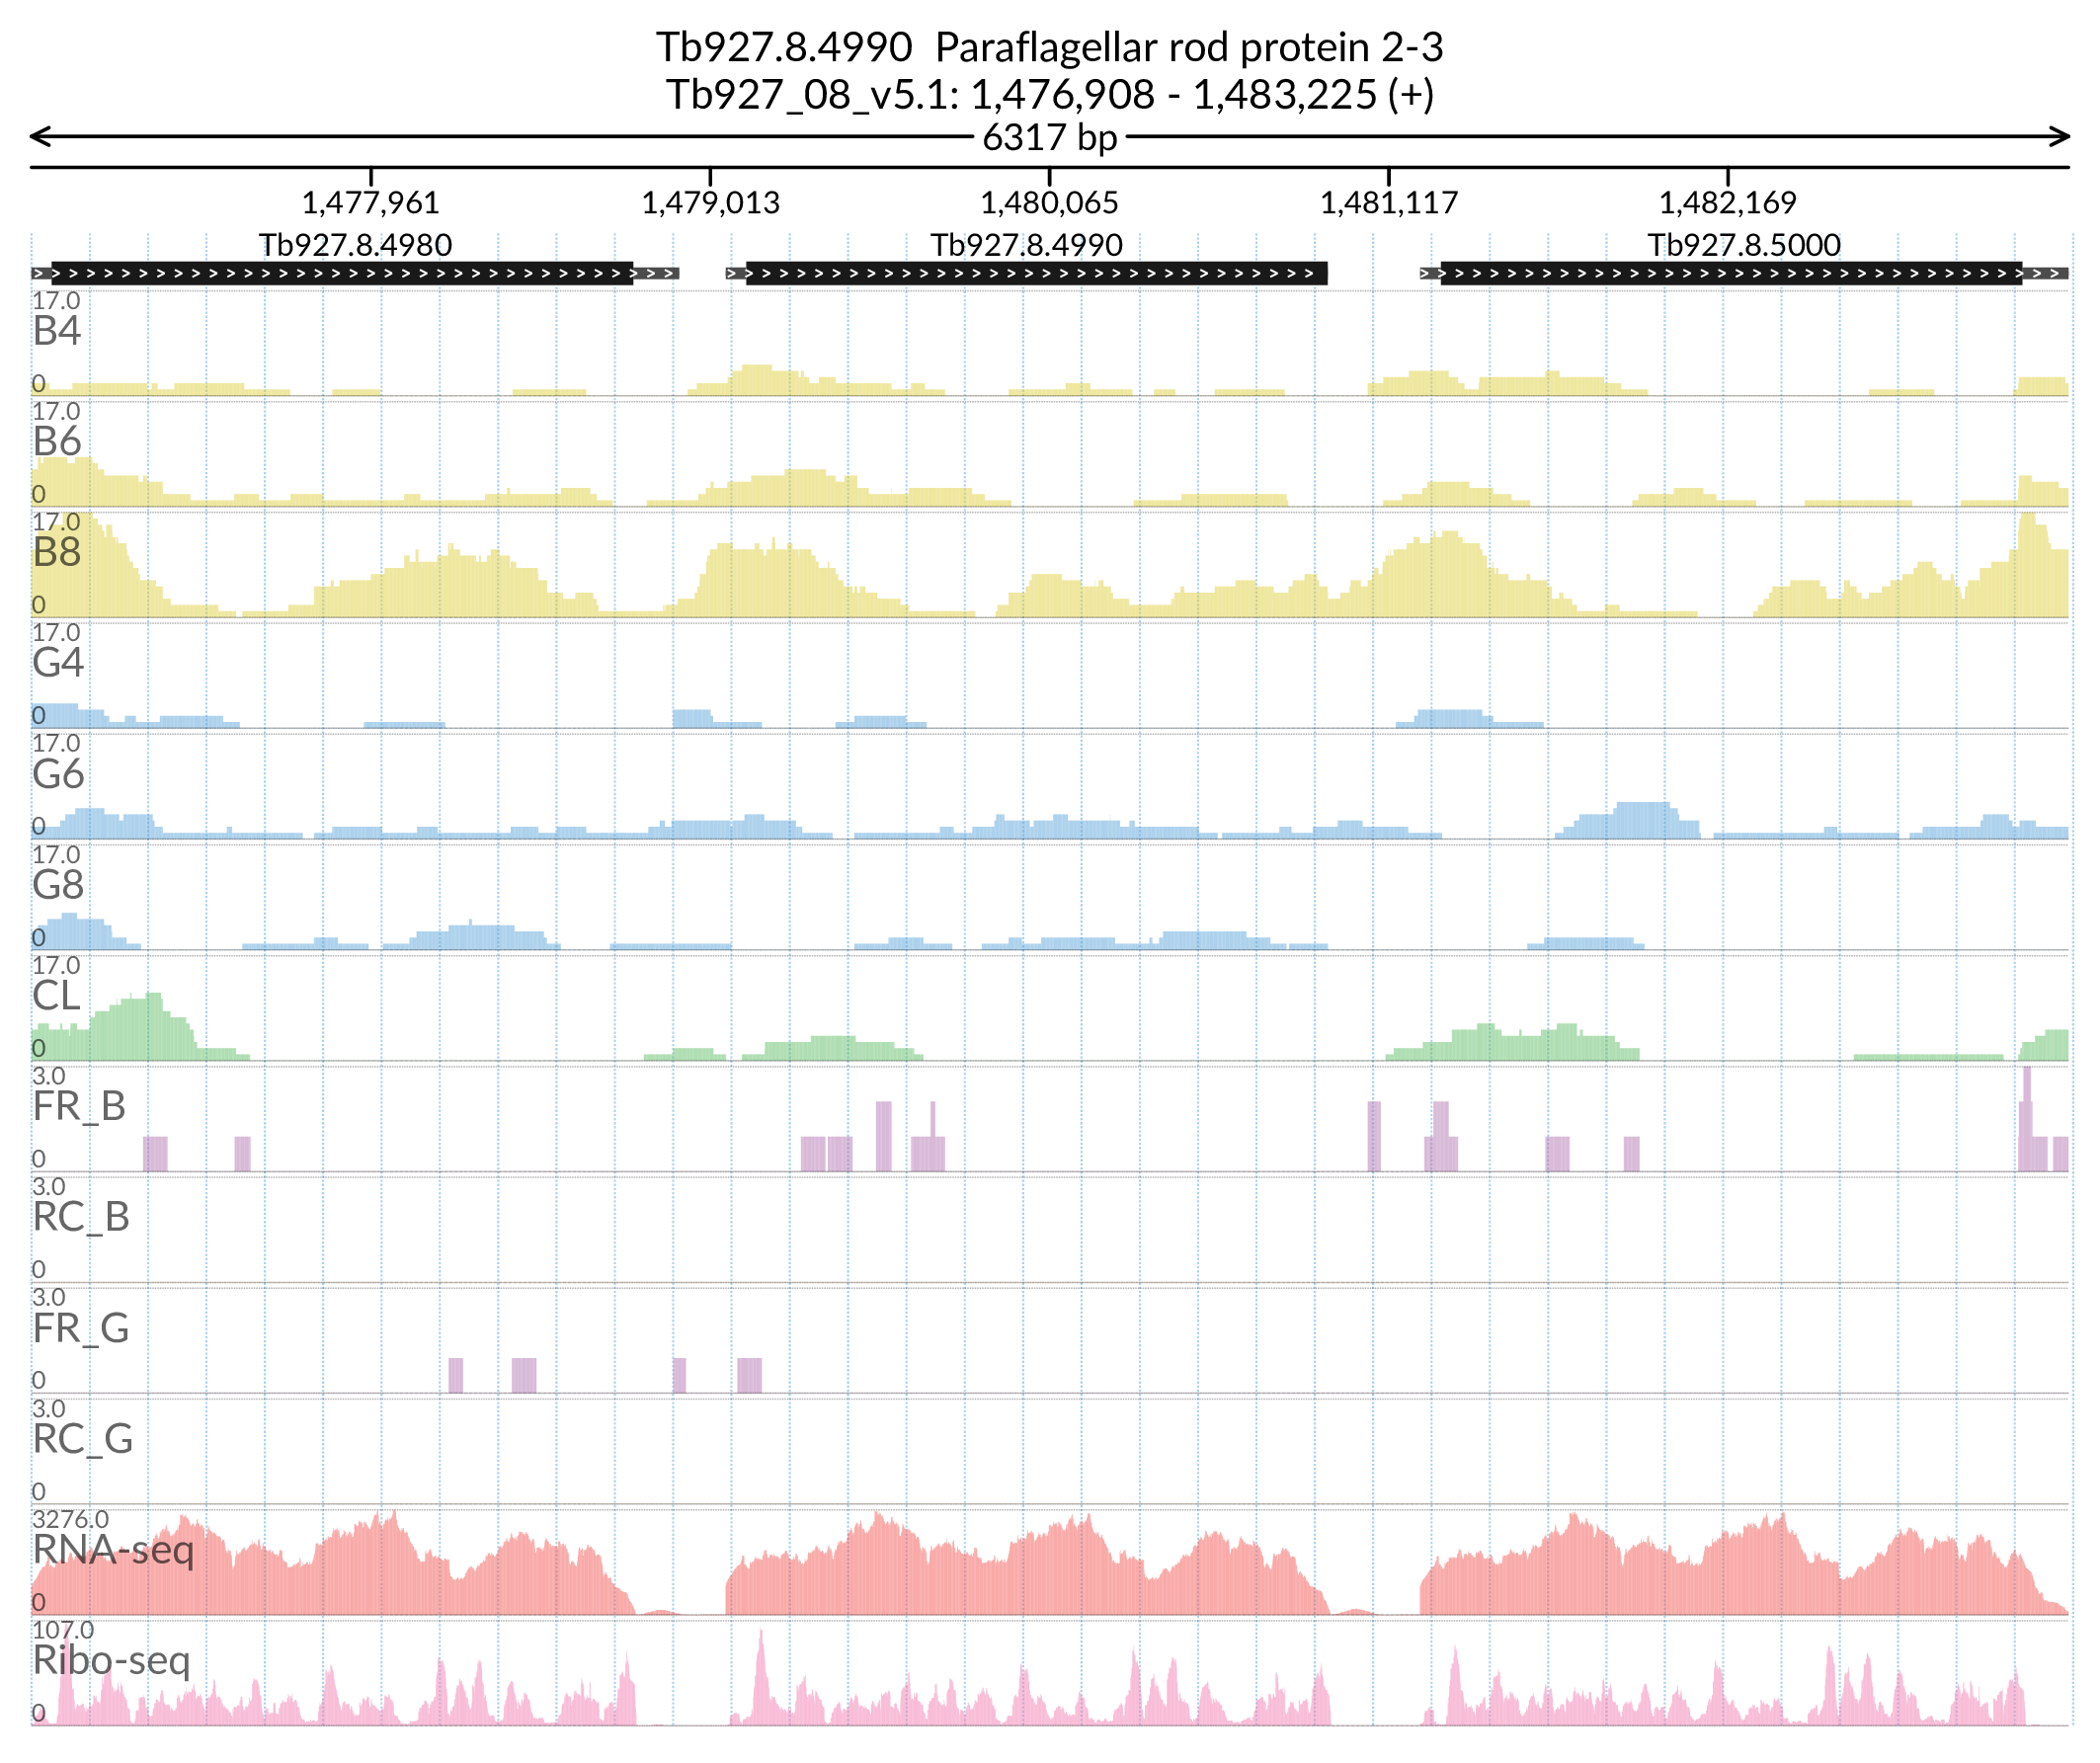 Tb927.8.4990  Paraflagellar rod protein 2-3
Tb927_08_v5.1: 1,476,908 - 1,483,225 (+)
6317 bp
1,477,961 1,479,013 1,480,065 1,481,117 1,482,169
Tb927.8.4980 Tb927.8.4990 Tb927.8.5000
17.0
B4
0
17.0
B6
0
17.0
B8
0
17.0
G4
0
17.0
G6
0
17.0
G8
0
17.0
CL
0
3.0
FR_B
0
3.0
RC_B
0
3.0
FR_G
0
3.0
RC_G
0
3276.0
RNA-seq
0
107.0
Ribo-seq
0